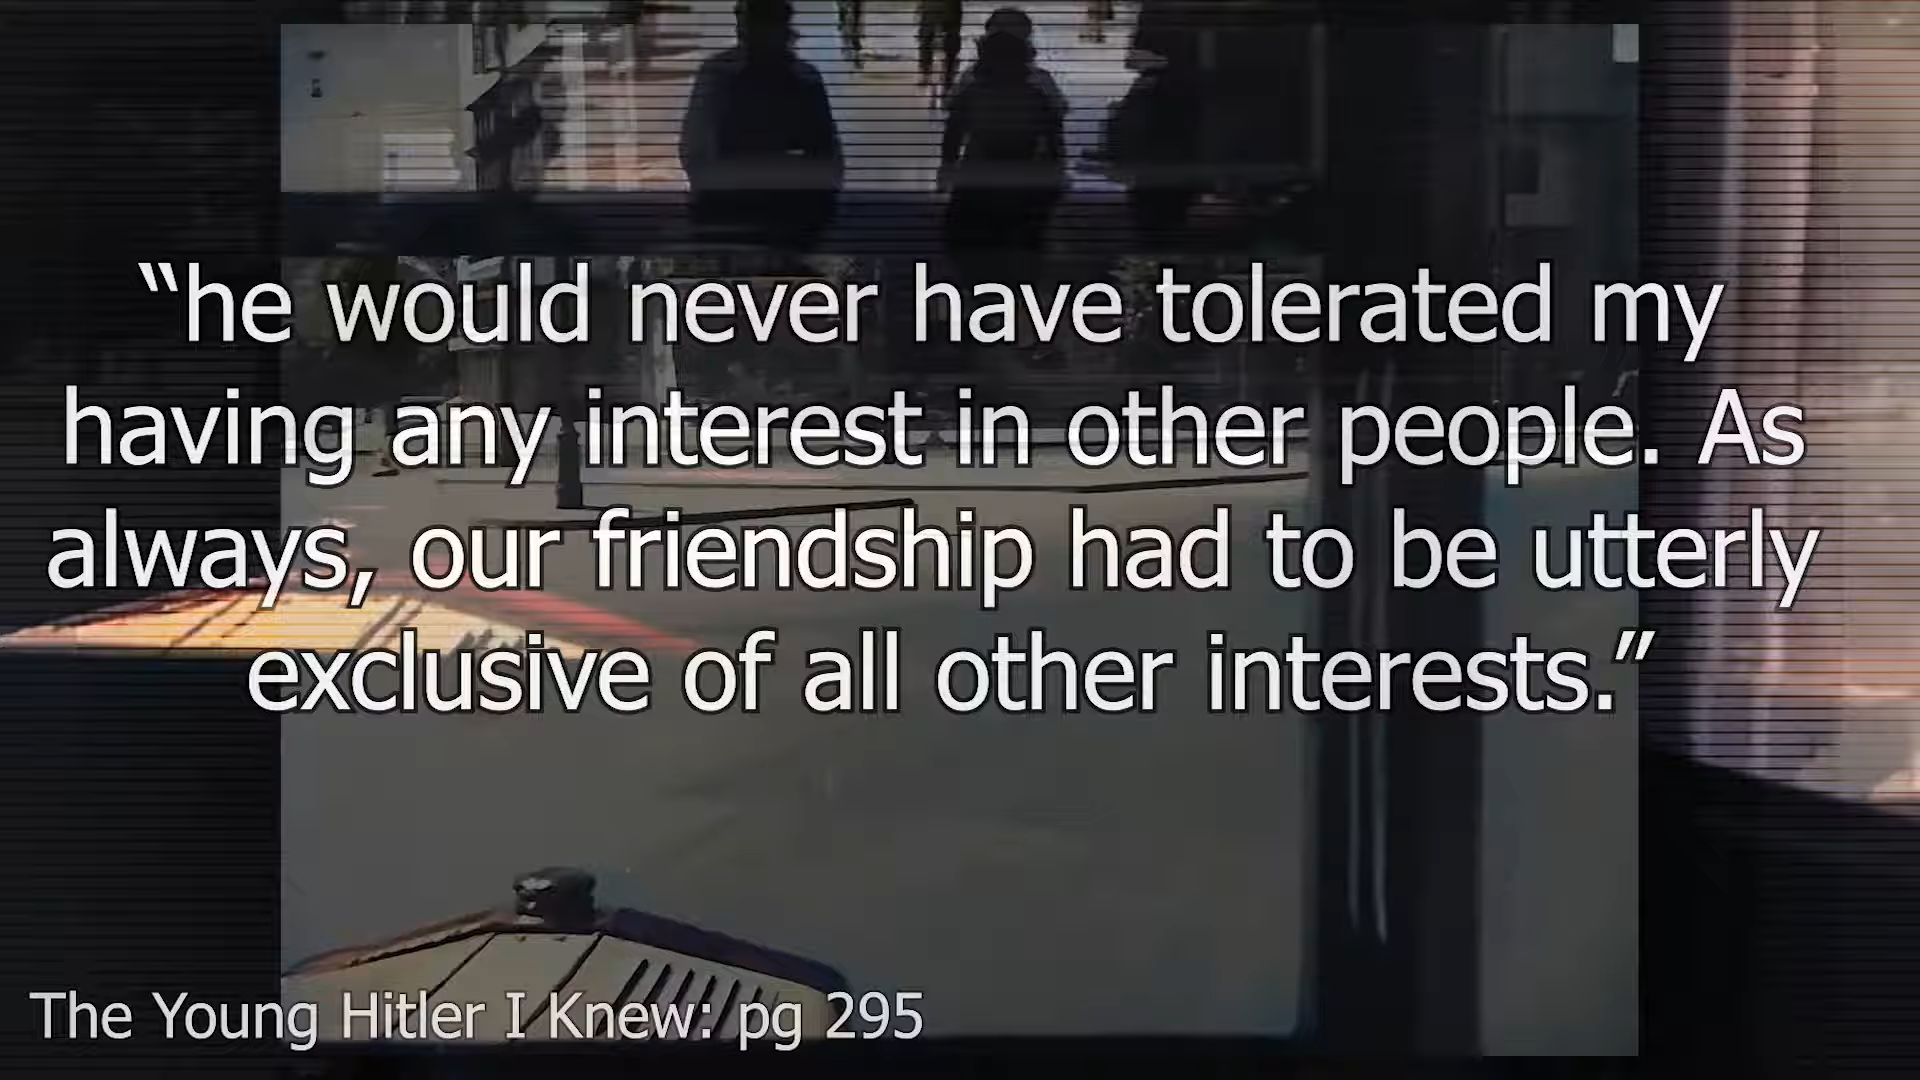 “he would never have tolerated my
having any interest in other people. As
always, our friendship had to be utterly
exclusive of all other interests.”
The Young Hitler I Knew: pg 295